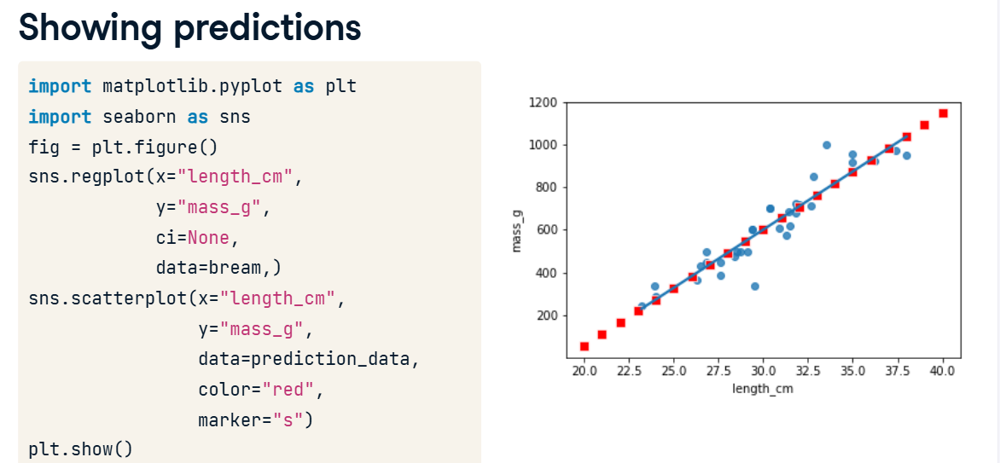 Showing predictions
import matplotlib.pyplot as plt
import seaborn as sns
fig = plt.figure()
sns.regplot(x="length_cm",
y="mass_g",
ci=None,
data=bream,)
sns.scatterplot(x="length_cm",
y="mass_g",
data=prediction_data,
color="red",
marker="s")
plt.show()
1200
1000
800
600
400
200
mass_g
20.0 22.5 25.0 27.5 30.0 32.5 35.0 37.5 40.0
length_cm